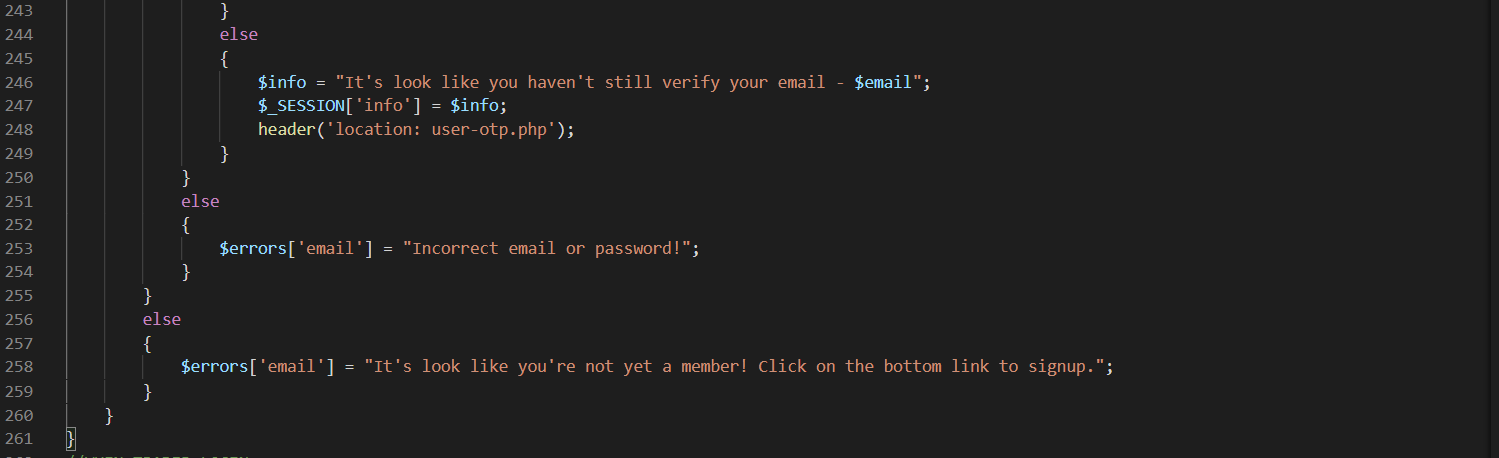 243 }
244 else
245 {
246 $info = "It's look like you haven't still verify your email - $email";
247 $_SESSION['info'] = $info;
248 header('location: user-otp.php');
249 }
250 }
251 else
252 {
253 $errors['email'] = "Incorrect email or password!";
254 }
255 }
256 else
257 {
258 $errors['email'] = "It's look like you're not yet a member! Click on the bottom link to signup.";
259 }
260 }
261 }